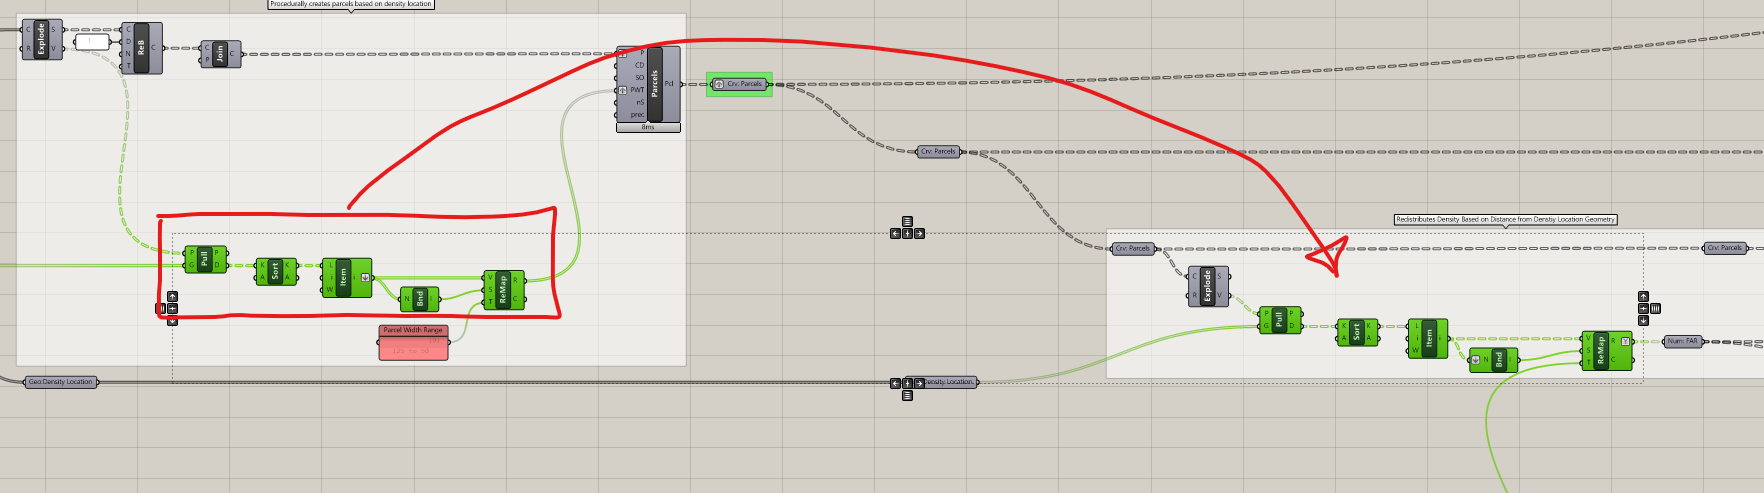 Procedurally creates parcels based on density location
C
R
Explode
S
V
C
D
N
T
ReB
C
C
P
Join
C
P
CD
SO
PWT
nS
prec
Parcels
Pcl
8ms
Crv: Parcels
Crv: Parcels
Redistributes Density Based on Distance from Denstiy Location Geometry
P
G
Pull
P
D
K
A
Sort
K
A
L
i
W
Item
i
N
Bnd
I
V
S
T
ReMap
R
C
Parcel Width Range
Geo:Density Location
Density Location
Crv: Parcels
C
R
Explode
S
V
P
G
Pull
P
D
K
A
Sort
K
A
L
i
W
Item
i
N
Bnd
I
V
S
T
ReMap
R
C
Num: FAR
Crv: Parcels